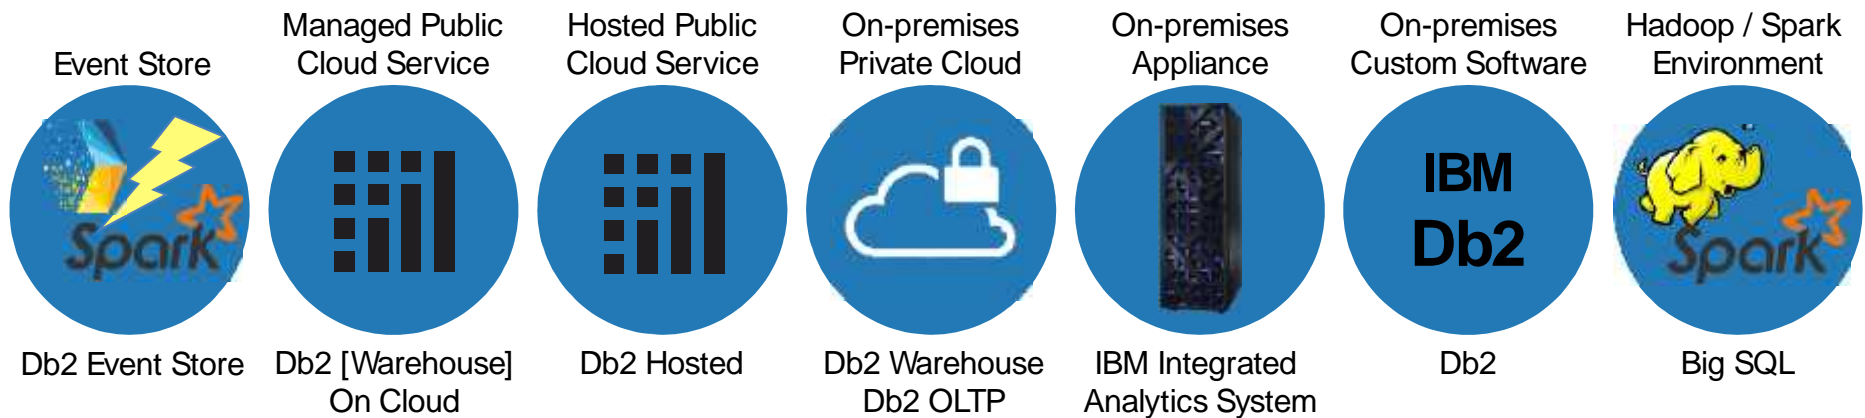 Event Store
Spark
Db2 Event Store
Managed Public
Cloud Service
Db2 [Warehouse]
On Cloud
Hosted Public
Cloud Service
Db2 Hosted
On-premises
Private Cloud
Db2 Warehouse
Db2 OLTP
On-premises
Appliance
IBM Integrated
Analytics System
On-premises
Custom Software
IBM
Db2
Db2
Hadoop / Spark
Environment
Spark
Big SQL